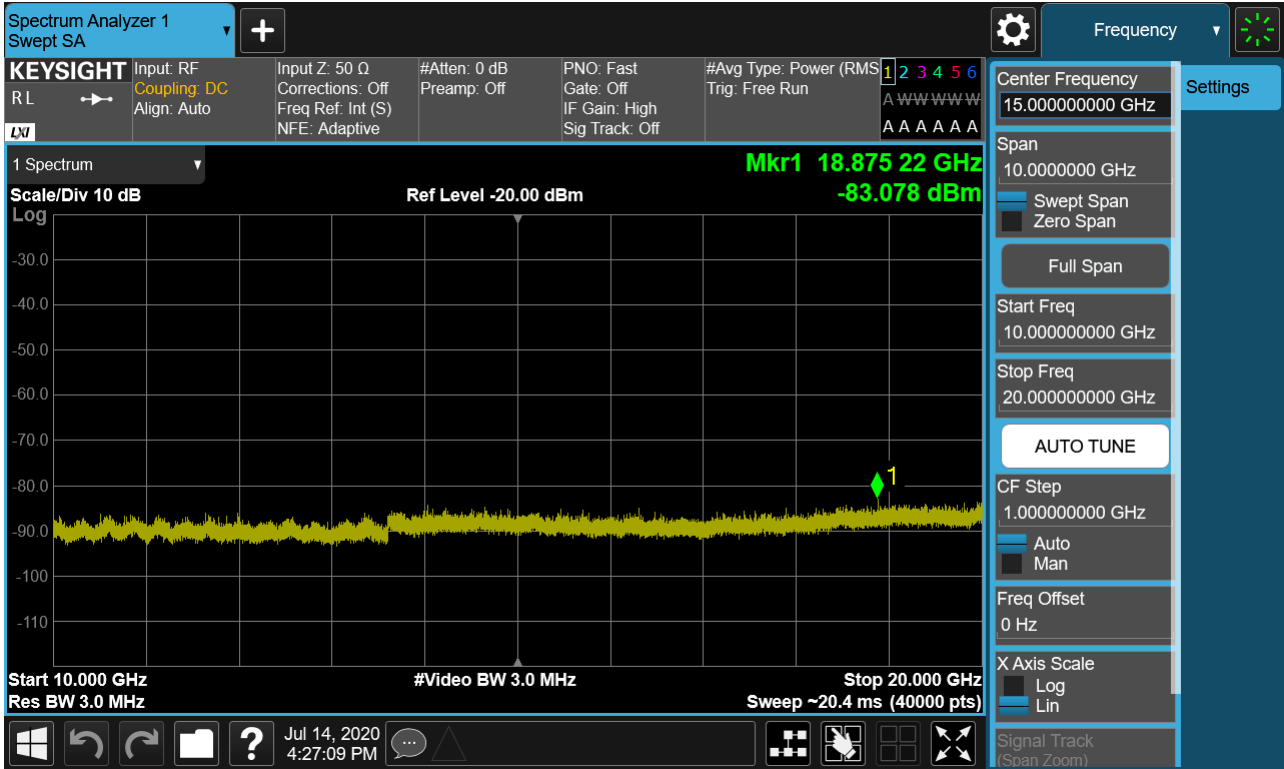 Spectrum Analyzer 1
Swept SA
Frequency
KEYSIGHT
R L
LXI
Input: RF
Coupling: DC
Align: Auto
Input Z: 50 Ω
Corrections: Off
Freq Ref: Int (S)
NFE: Adaptive
#Atten: 0 dB
Preamp: Off
PNO: Fast
Gate: Off
IF Gain: High
Sig Track: Off
#Avg Type: Power (RMS
Trig: Free Run
1 2 3 4 5 6
A W W W W W
A A A A A A
1 Spectrum
Scale/Div 10 dB
Log
Ref Level -20.00 dBm
Mkr1 18.875 22 GHz
-83.078 dBm
-30.0
-40.0
-50.0
-60.0
-70.0
-80.0
-90.0
-100
-110
1
Start 10.000 GHz
Res BW 3.0 MHz
#Video BW 3.0 MHz
Stop 20.000 GHz
Sweep ~20.4 ms (40000 pts)
Center Frequency
15.000000000 GHz
Span
10.0000000 GHz
Swept Span
Zero Span
Full Span
Start Freq
10.000000000 GHz
Stop Freq
20.000000000 GHz
AUTO TUNE
CF Step
1.000000000 GHz
Auto
Man
Freq Offset
0 Hz
X Axis Scale
Log
Lin
Signal Track
(Span Zoom)
Settings
?
Jul 14, 2020
4:27:09 PM